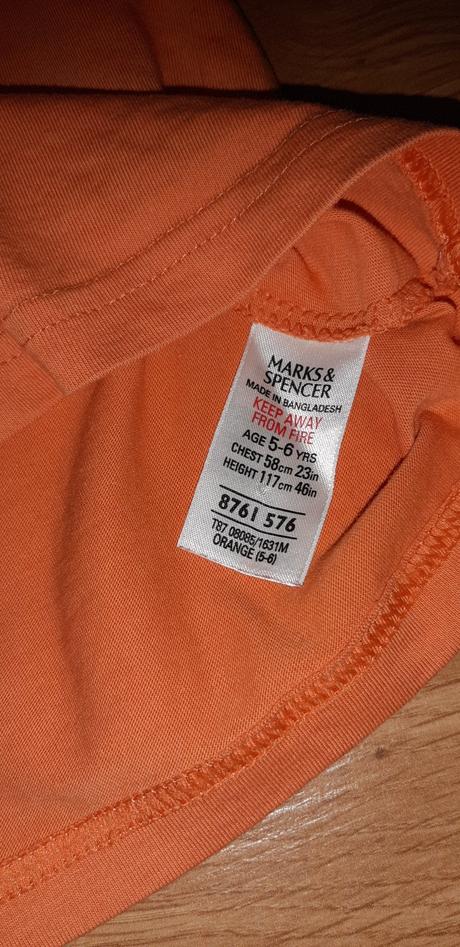 MARKS &
SPENCER
MADE IN BANGLADESH
KEEP AWAY
FROM FIRE
AGE 5-6 YRS
CHEST 58cm 23in
HEIGHT 117cm 46in
8761 576
T87 08085/1631M
ORANGE (5-6)